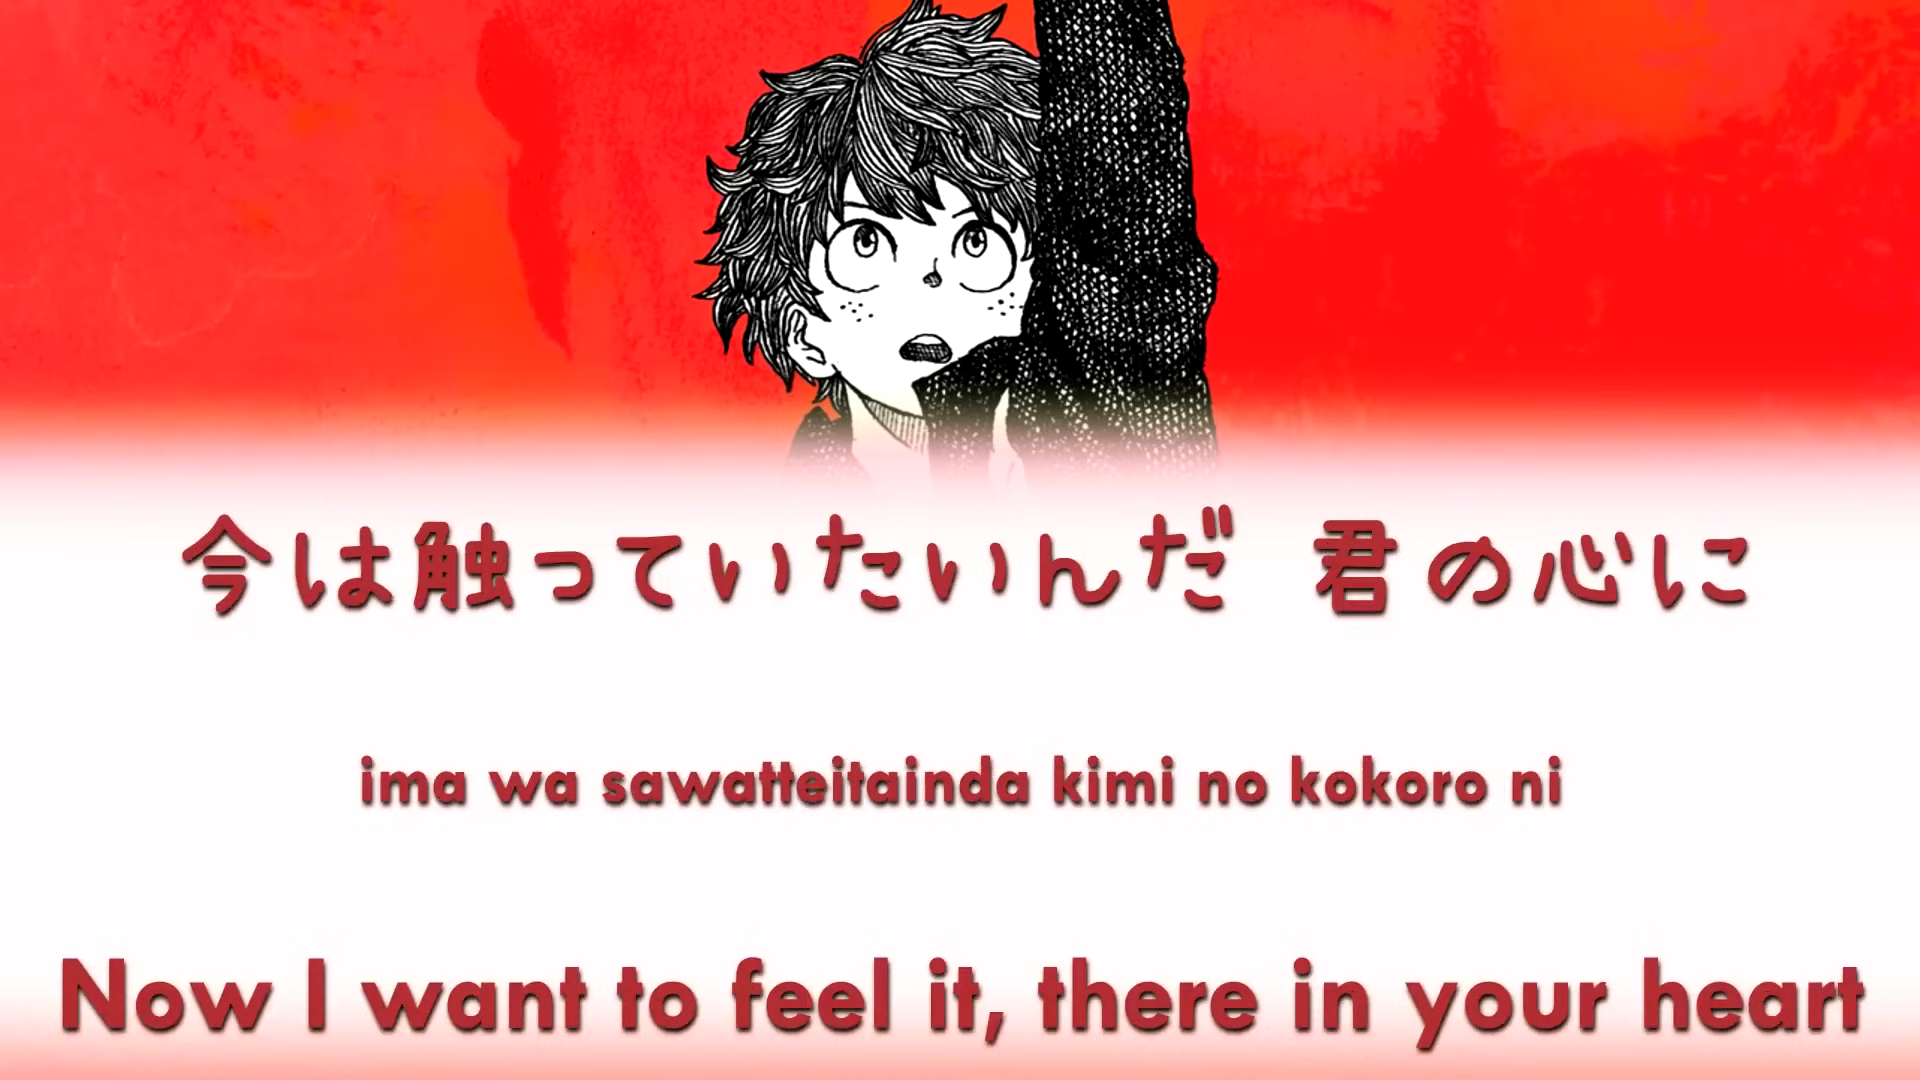 今は触っていたいんだ 君の心に
ima wa sawatteitainda kimi no kokoro ni
Now I want to feel it, there in your heart